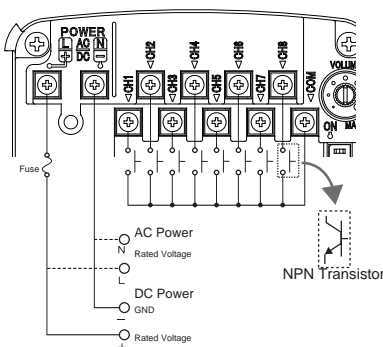 POWER
L AC N
+ DC −
CH1
CH2
CH3
CH4
CH5
CH6
CH7
CH8
COM
VOLUM
ON MA
Fuse
AC Power
N Rated Voltage
L
NPN Transistor
DC Power
GND
−
Rated Voltage
+